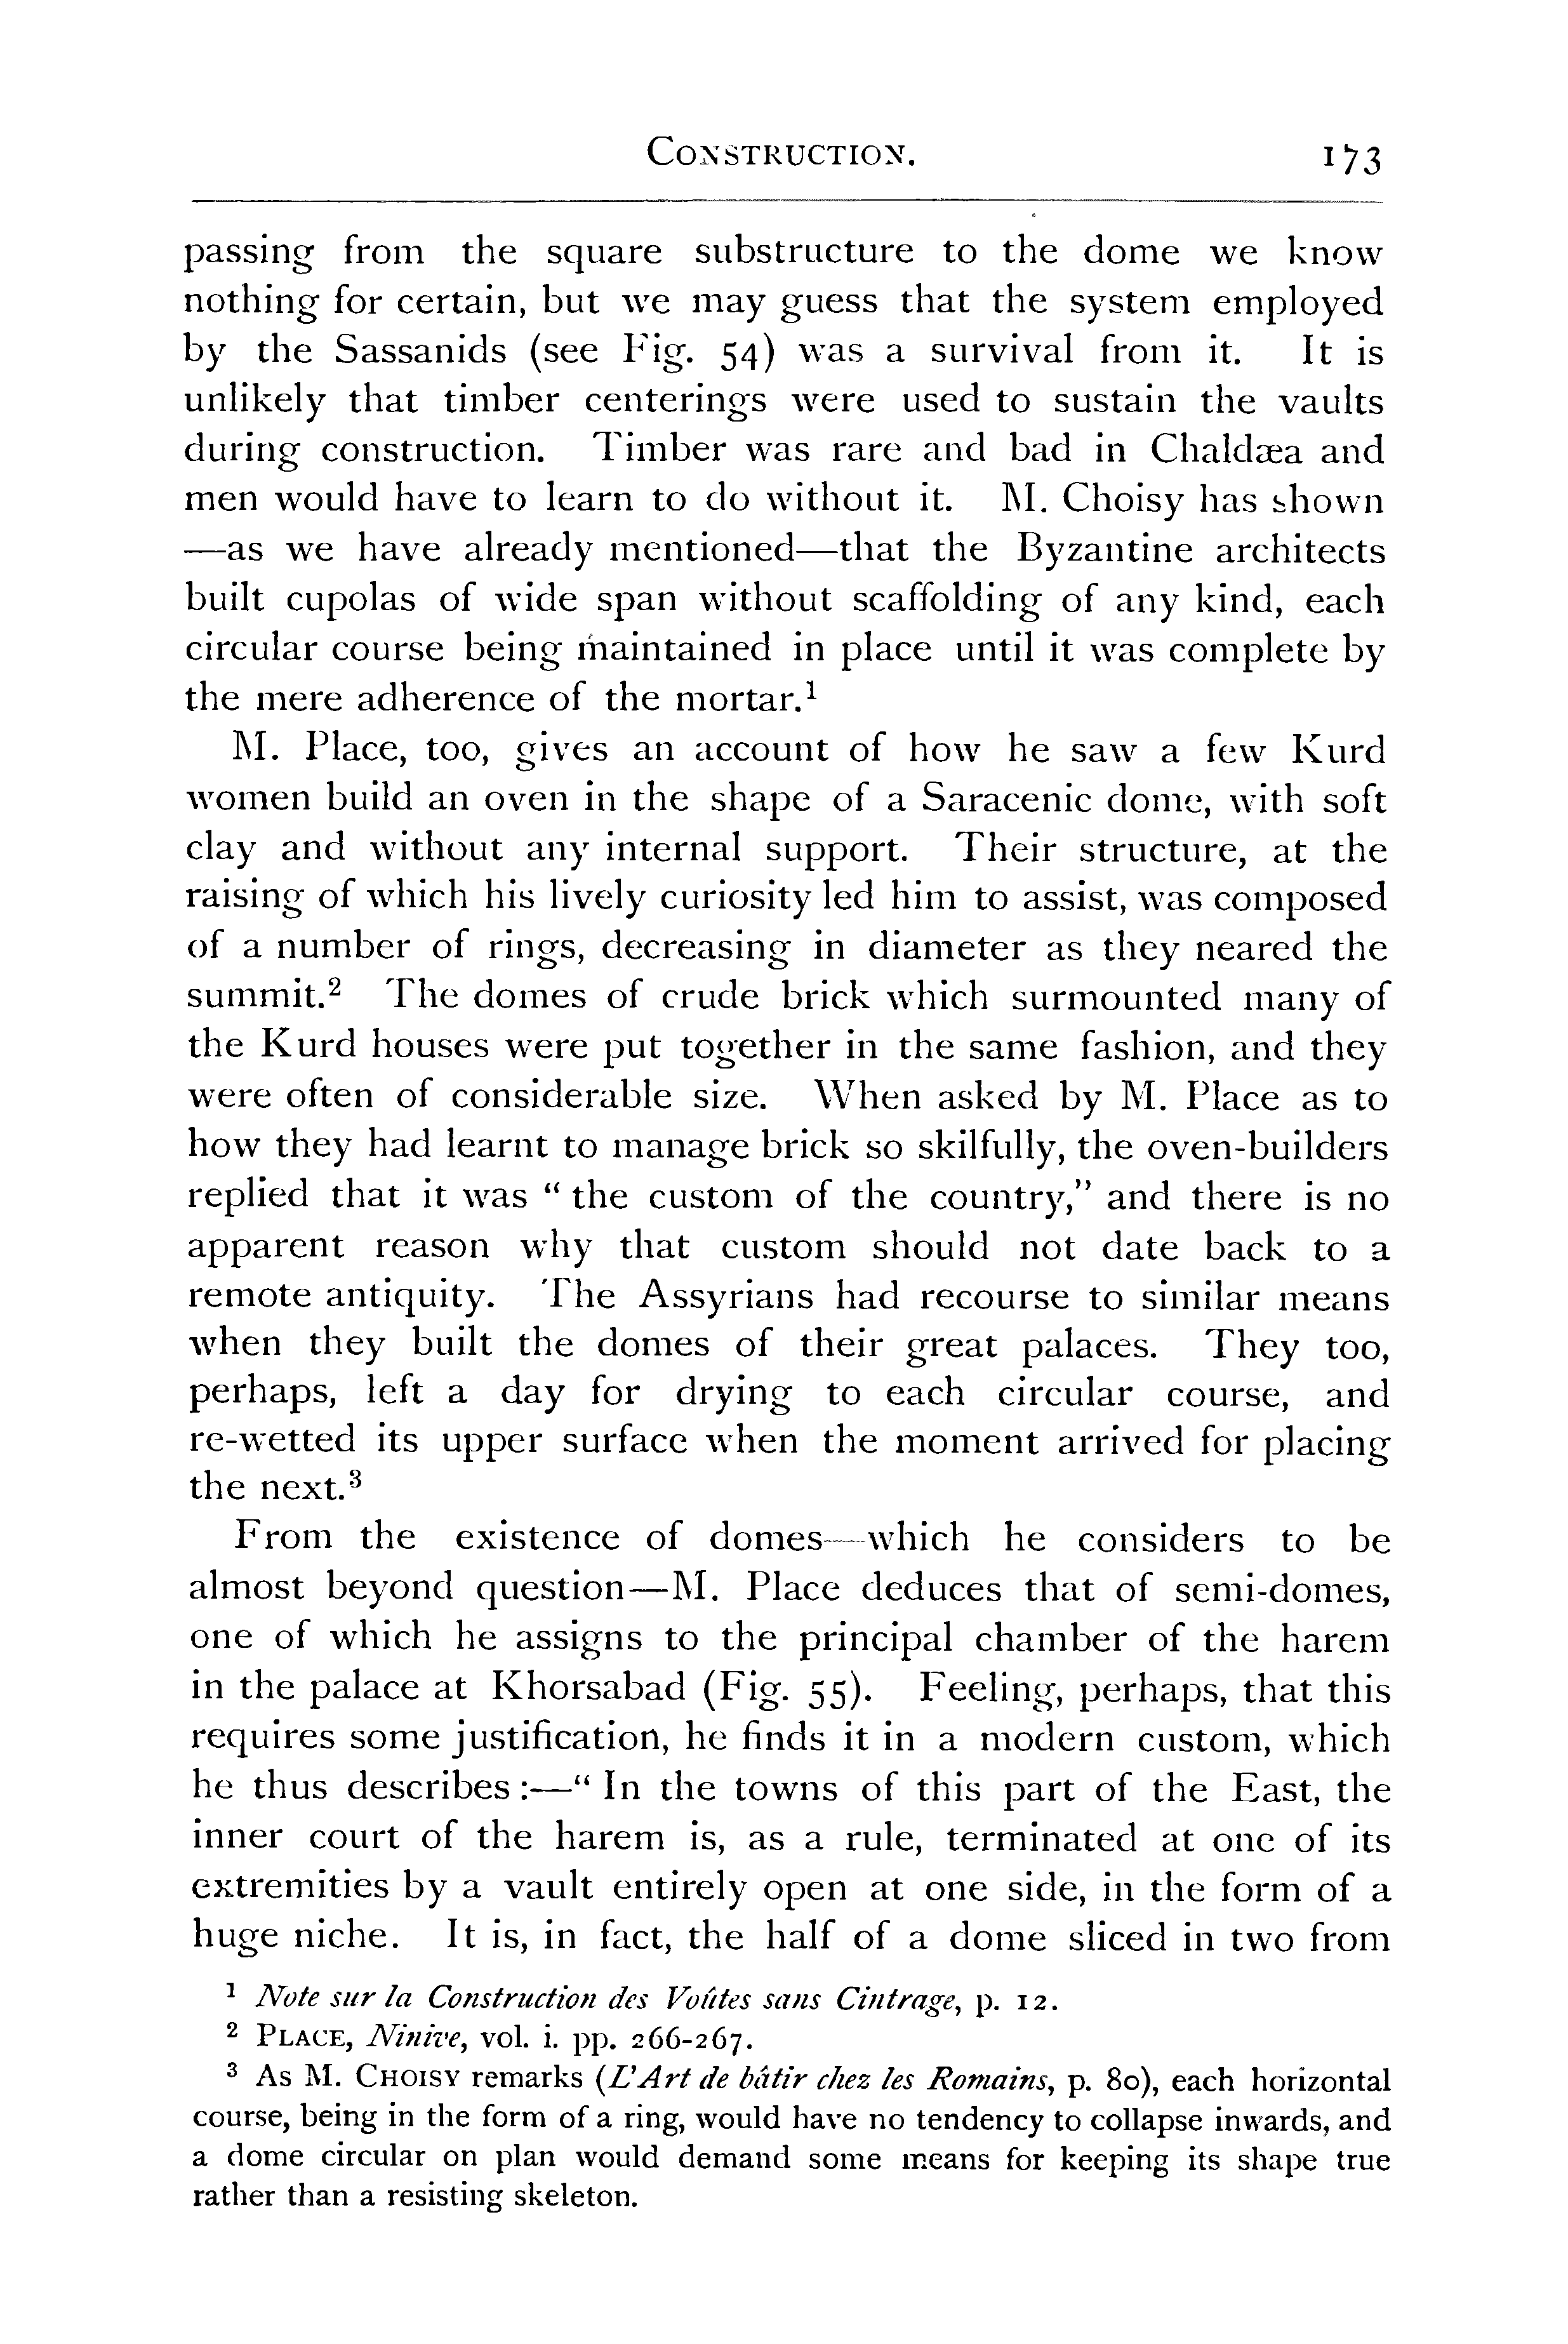 CONSTRUCTION. 173
passing from the square substructure to the dome we know
nothing for certain, but we may guess that the system employed
by the Sassanids (see Fig. 54) was a survival from it. It is
unlikely that timber centerings were used to sustain the vaults
during construction. Timber was rare and bad in Chaldæa and
men would have to learn to do without it. M. Choisy has shown
—as we have already mentioned—that the Byzantine architects
built cupolas of wide span without scaffolding of any kind, each
circular course being maintained in place until it was complete by
the mere adherence of the mortar.¹
M. Place, too, gives an account of how he saw a few Kurd
women build an oven in the shape of a Saracenic dome, with soft
clay and without any internal support. Their structure, at the
raising of which his lively curiosity led him to assist, was composed
of a number of rings, decreasing in diameter as they neared the
summit.² The domes of crude brick which surmounted many of
the Kurd houses were put together in the same fashion, and they
were often of considerable size. When asked by M. Place as to
how they had learnt to manage brick so skilfully, the oven-builders
replied that it was “ the custom of the country,” and there is no
apparent reason why that custom should not date back to a
remote antiquity. The Assyrians had recourse to similar means
when they built the domes of their great palaces. They too,
perhaps, left a day for drying to each circular course, and
re-wetted its upper surface when the moment arrived for placing
the next.³
From the existence of domes—which he considers to be
almost beyond question—M. Place deduces that of semi-domes,
one of which he assigns to the principal chamber of the harem
in the palace at Khorsabad (Fig. 55). Feeling, perhaps, that this
requires some justification, he finds it in a modern custom, which
he thus describes :—“ In the towns of this part of the East, the
inner court of the harem is, as a rule, terminated at one of its
extremities by a vault entirely open at one side, in the form of a
huge niche. It is, in fact, the half of a dome sliced in two from
¹ Note sur la Construction des Voûtes sans Cintrage, p. 12.
² PLACE, Ninive, vol. i. pp. 266-267.
³ As M. CHOISY remarks (L'Art de bâtir chez les Romains, p. 80), each horizontal
course, being in the form of a ring, would have no tendency to collapse inwards, and
a dome circular on plan would demand some means for keeping its shape true
rather than a resisting skeleton.